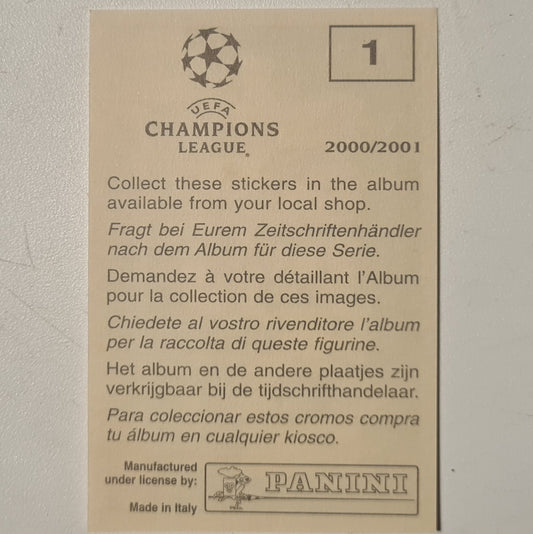 1
UEFA
CHAMPIONS
LEAGUE®
2000/2001
Collect these stickers in the album
available from your local shop.
Fragt bei Eurem Zeitschriftenhändler
nach dem Album für diese Serie.
Demandez à votre détaillant l'Album
pour la collection de ces images.
Chiedete al vostro rivenditore l'album
per la raccolta di queste figurine.
Het album en de andere plaatjes zijn
verkrijgbaar bij de tijdschrifthandelaar.
Para coleccionar estos cromos compra
tu álbum en cualquier kiosco.
Manufactured
under license by:
PANINI
Made in Italy